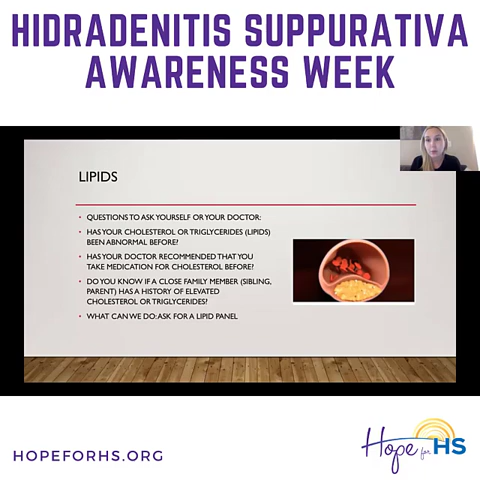 HIDRADENITIS SUPPURATIVA
AWARENESS WEEK
LIPIDS
• QUESTIONS TO ASK YOURSELF OR YOUR DOCTOR:
• HAS YOUR CHOLESTEROL OR TRIGLYCERIDES (LIPIDS)
BEEN ABNORMAL BEFORE?
• HAS YOUR DOCTOR RECOMMENDED THAT YOU
TAKE MEDICATION FOR CHOLESTEROL BEFORE?
• DO YOU KNOW IF A CLOSE FAMILY MEMBER (SIBLING,
PARENT) HAS A HISTORY OF ELEVATED
CHOLESTEROL OR TRIGLYCERIDES?
• WHAT CAN WE DO: ASK FOR A LIPID PANEL
HOPEFORHS.ORG
Hope for HS